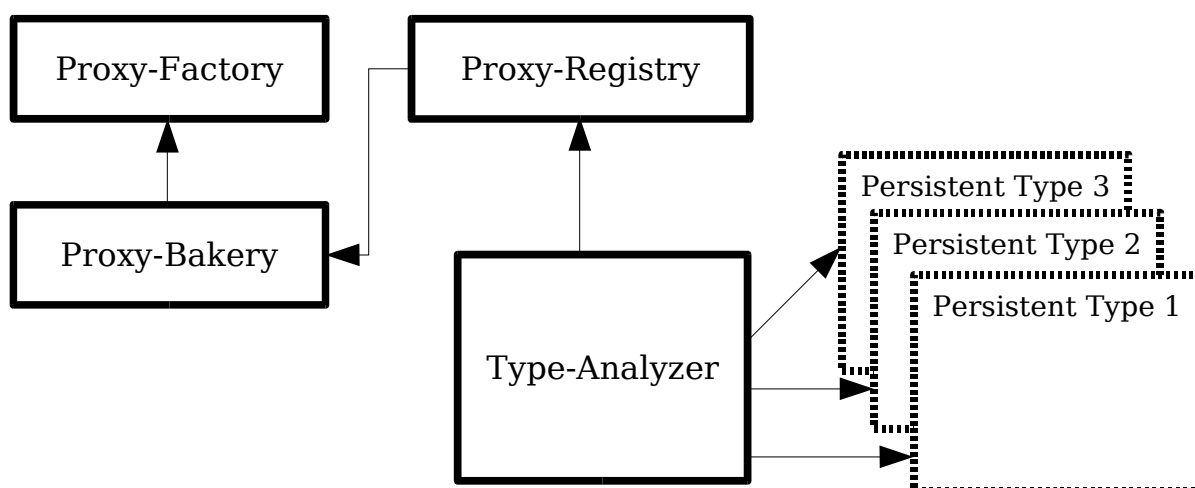 Proxy-Factory
Proxy-Registry
Persistent Type 3
Proxy-Bakery
Persistent Type 2
Persistent Type 1
Type-Analyzer